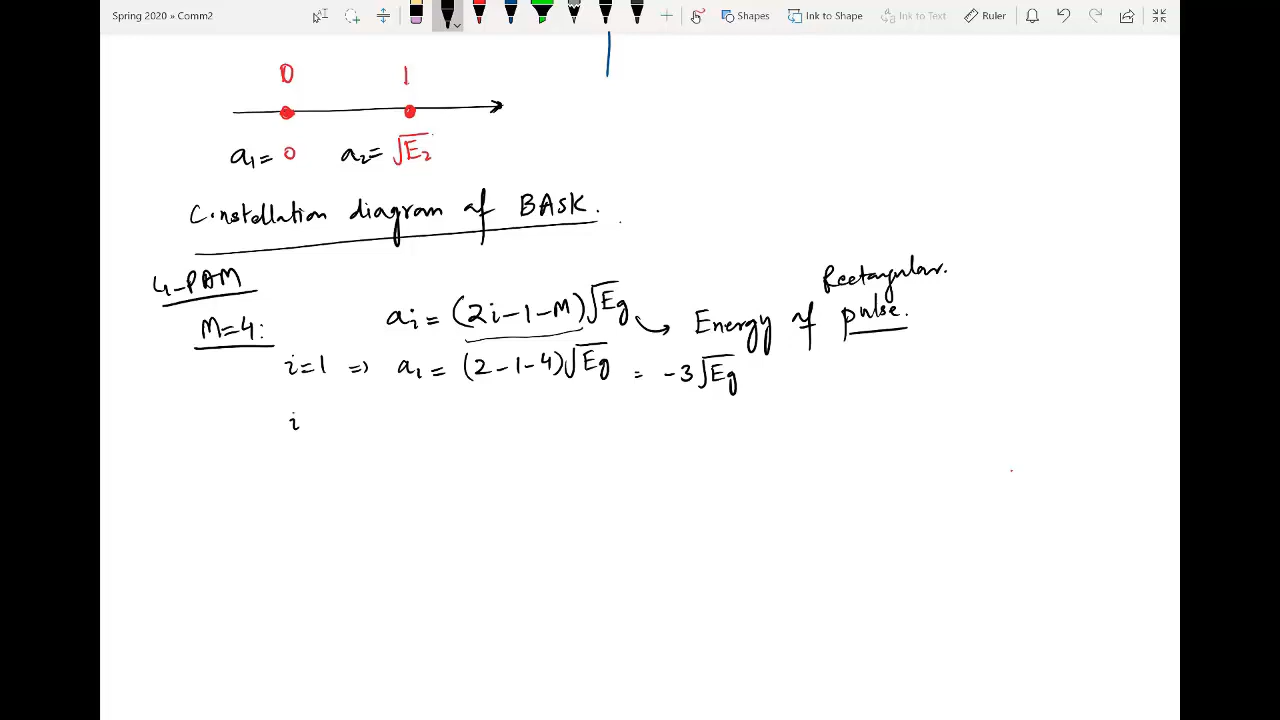 Spring 2020 » Comm2 Shapes Ink to Shape Ink to Text Ruler
0 1
a₁= 0 a₂= √E₂
Constellation diagram of BASK.
4-PAM
Rectangular.
M=4: aᵢ = (2i-1-M)√Eg → Energy of pulse.
i=1 ⇒ a₁ = (2-1-4)√Eg = -3√Eg
i